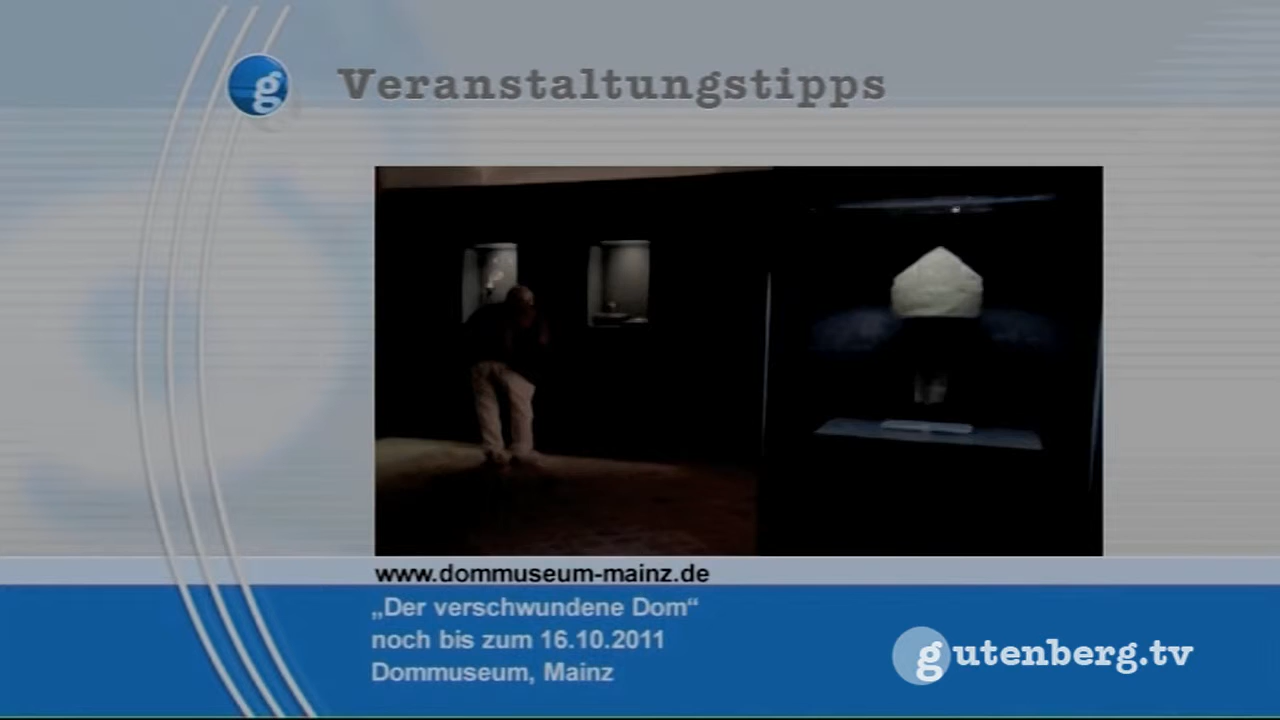 g Veranstaltungstipps
www.dommuseum-mainz.de
„Der verschwundene Dom“
noch bis zum 16.10.2011
Dommuseum, Mainz
gutenberg.tv